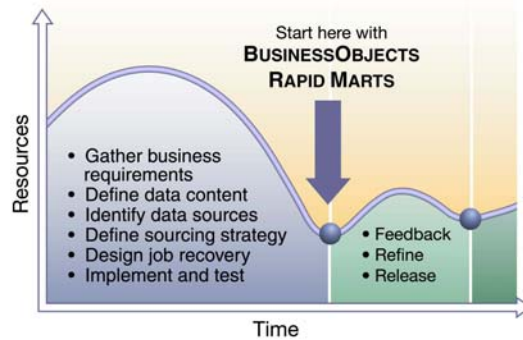 Start here with
BUSINESSOBJECTS
RAPID MARTS
Resources
• Gather business
requirements
• Define data content
• Identify data sources
• Define sourcing strategy
• Design job recovery
• Implement and test
• Feedback
• Refine
• Release
Time